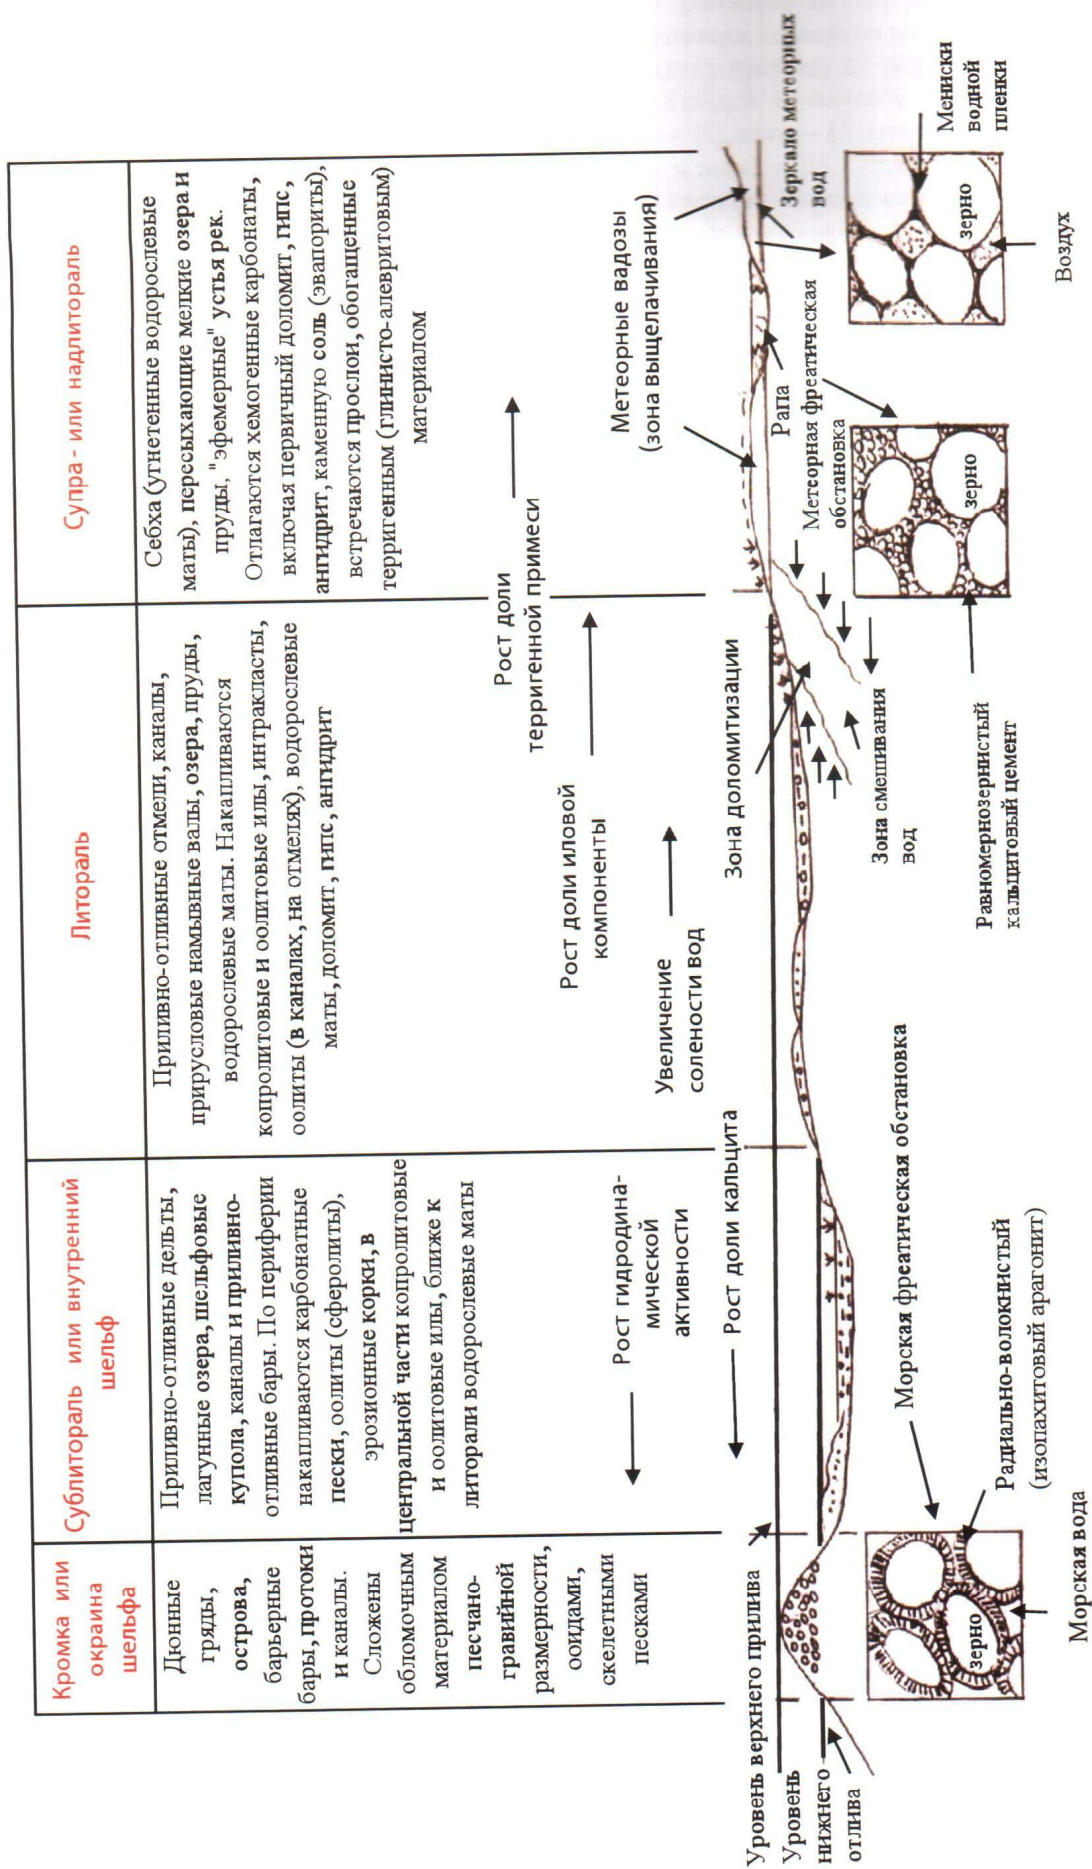 Кромка или
окраина
шельфа
Сублитораль или внутренний
шельф
Литораль
Супра - или надлитораль
Дюнные
гряды,
острова,
барьерные
бары, протоки
и каналы.
Сложены
обломочным
материалом
песчано-
гравийной
размерности,
ооидами,
скелетными
песками
Приливно-отливные дельты,
лагунные озера, шельфовые
купола, каналы и приливно-
отливные бары. По периферии
накапливаются карбонатные
пески, оолиты (сферолиты),
эрозионные корки, в
центральной части копролитовые
и оолитовые илы, ближе к
литорали водорослевые маты
Приливно-отливные отмели, каналы,
прирусловые намывные валы, озера, пруды,
водорослевые маты. Накапливаются
копролитовые и оолитовые илы, интракласты,
оолиты (в каналах, на отмелях), водорослевые
маты, доломит, гипс, ангидрит
Себха (угнетенные водорослевые
маты), пересыхающие мелкие озера и
пруды, "эфемерные" устья рек.
Отлагаются хемогенные карбонаты,
включая первичный доломит, гипс,
ангидрит, каменную соль (эвапориты),
встречаются прослои, обогащенные
терригенным (глинисто-алевритовым)
материалом
Рост доли
терригенной примеси
Рост доли иловой
компоненты
Увеличение
солености вод
Рост гидродина-
мической
активности
Рост доли кальцита
Уровень верхнего прилива
Уровень
нижнего
отлива
Зона доломитизации
Метеорные вадозы
(зона выщелачивания)
Зеркало метеорных
вод
Рапа
Метеорная фреатическая
обстановка
Зона смешивания
вод
Морская фреатическая обстановка
Радиально-волокнистый
(изопахитовый арагонит)
зерно
Морская вода
Равномернозернистый
кальцитовый цемент
зерно
зерно
Мениски
водной
пленки
Воздух